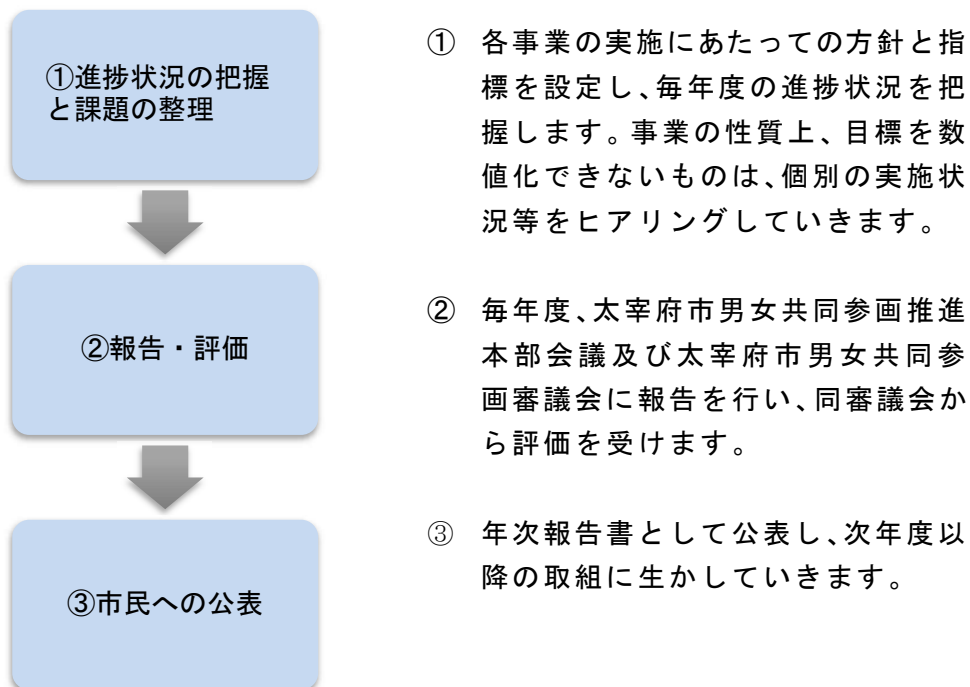 ①進捗状況の把握
と課題の整理
① 各事業の実施にあたっての方針と指
標を設定し、毎年度の進捗状況を把
握します。事業の性質上、目標を数
値化できないものは、個別の実施状
況等をヒアリングしていきます。
②報告・評価
② 毎年度、太宰府市男女共同参画推進
本部会議及び太宰府市男女共同参
画審議会に報告を行い、同審議会か
ら評価を受けます。
③市民への公表
③ 年次報告書として公表し、次年度以
降の取組に生かしていきます。